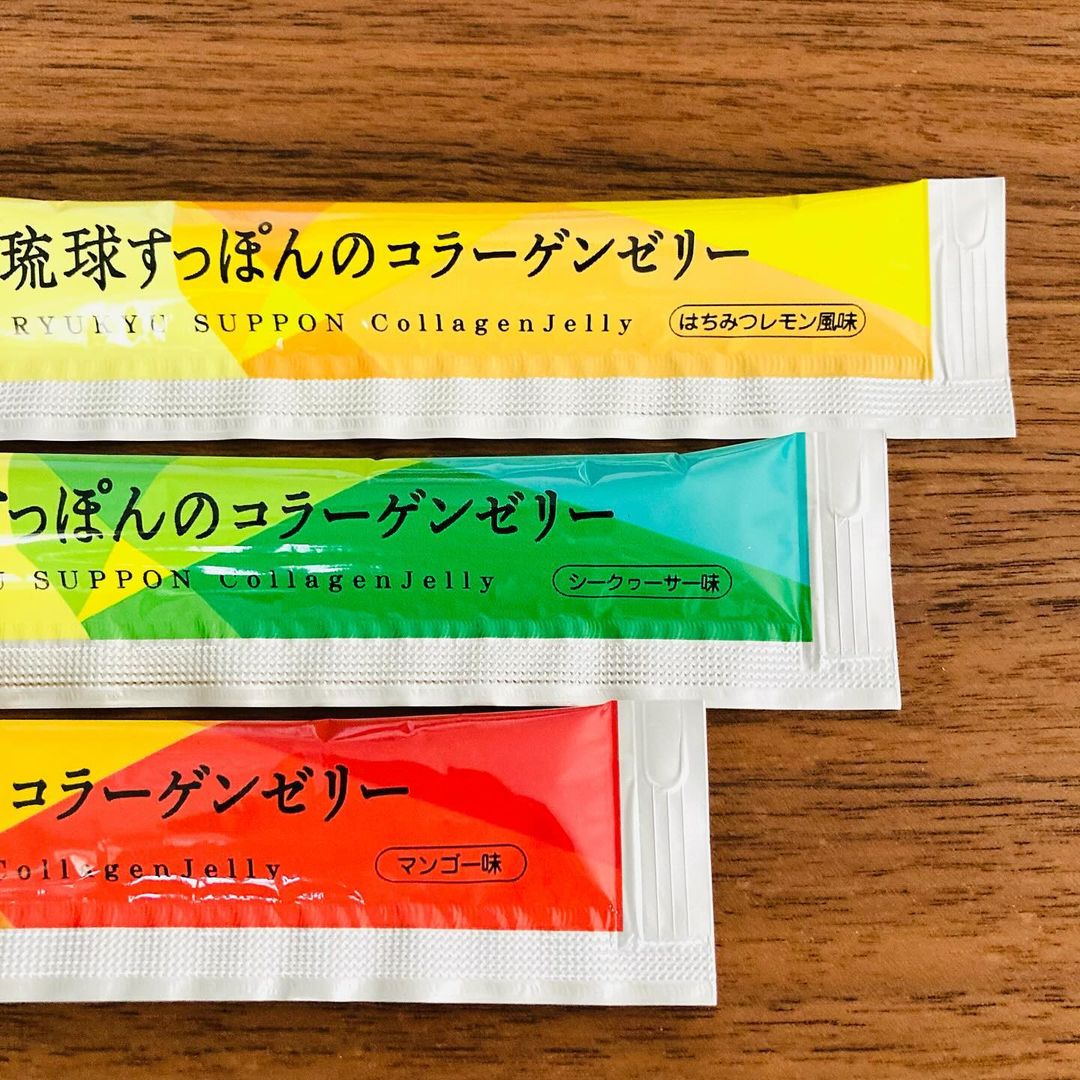 琉球すっぽんのコラーゲンゼリー
RYUKYU SUPPON CollagenJelly
はちみつレモン風味
すっぽんのコラーゲンゼリー
U SUPPON CollagenJelly
シークヮーサー味
コラーゲンゼリー
CollagenJelly
マンゴー味